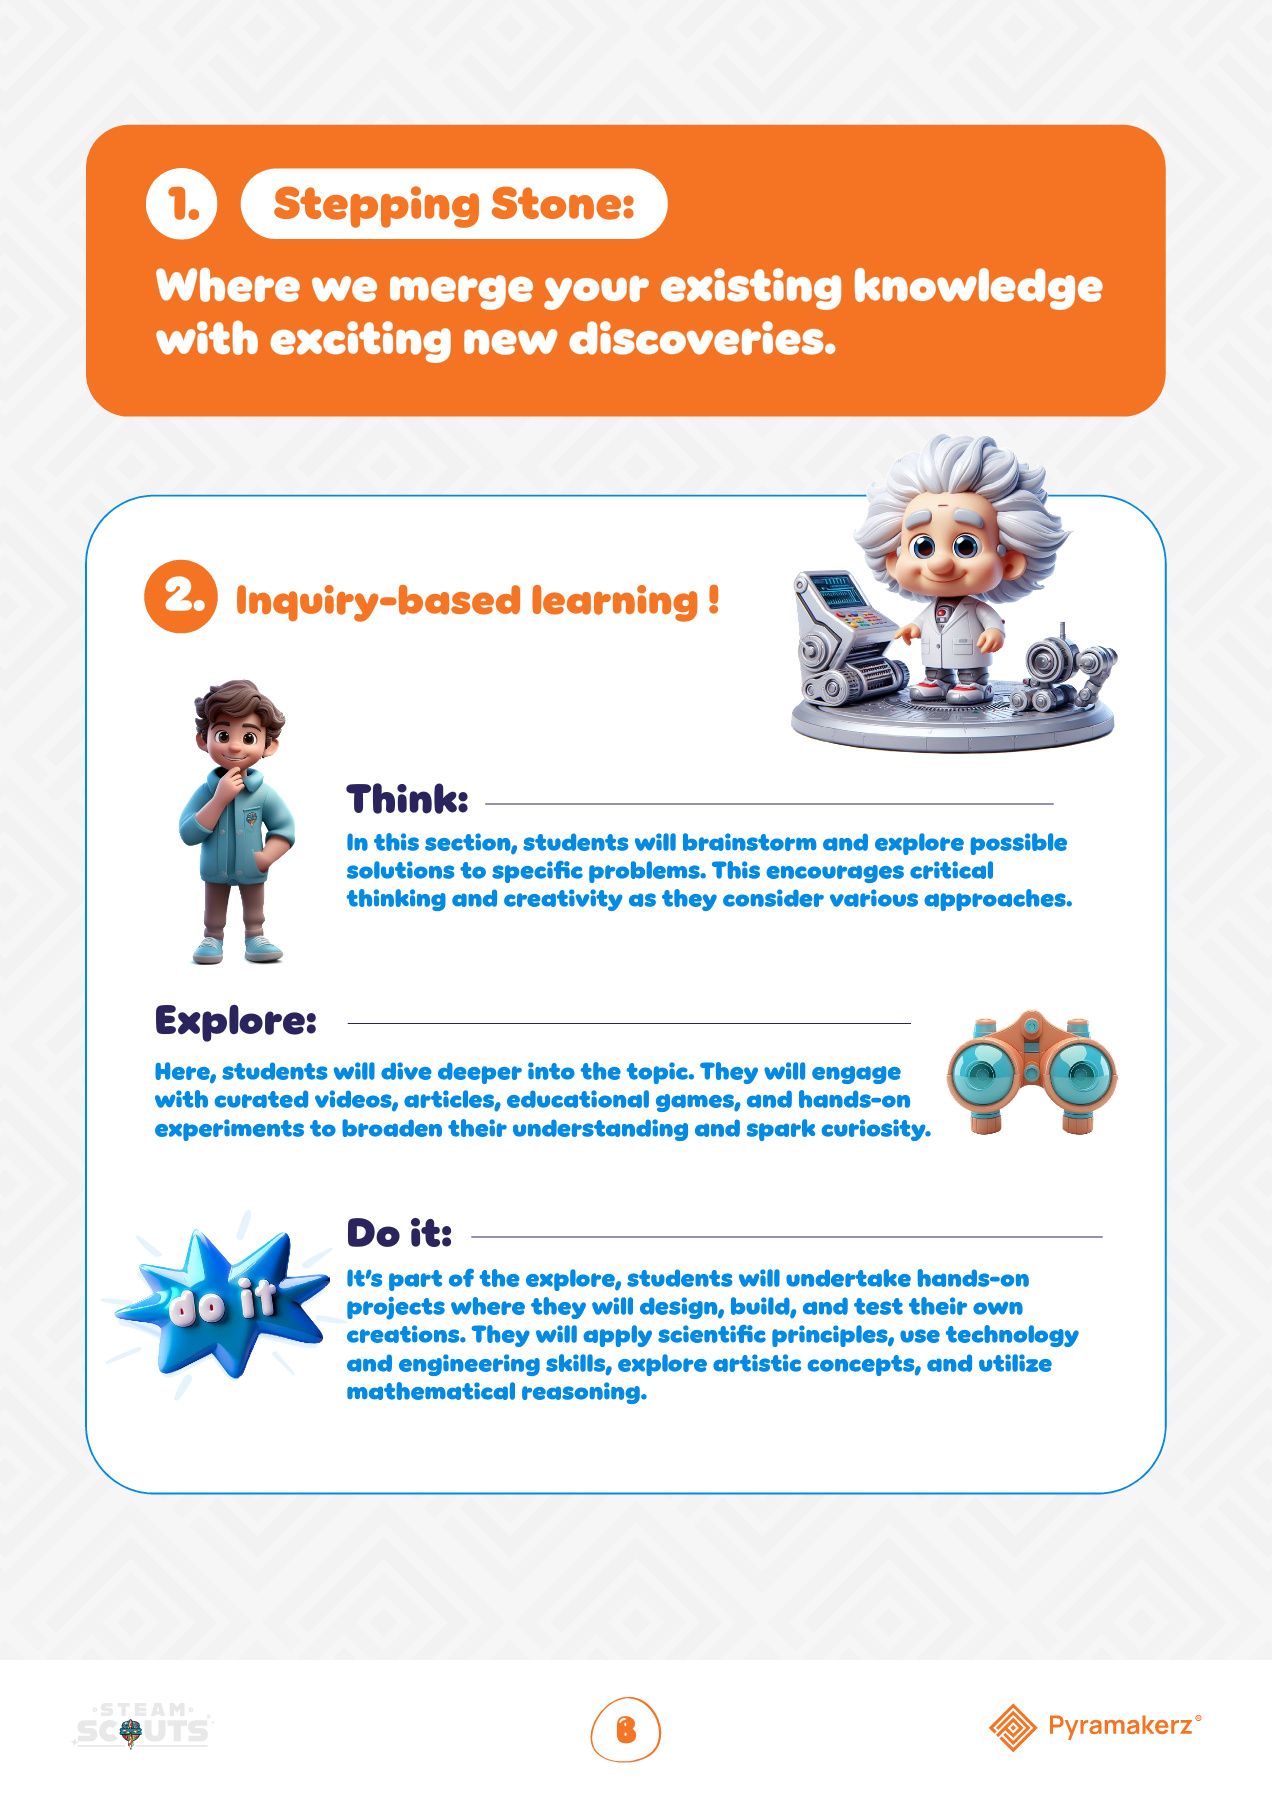 1. Stepping Stone:
Where we merge your existing knowledge
with exciting new discoveries.
2. Inquiry-based learning !
Think:
In this section, students will brainstorm and explore possible
solutions to specific problems. This encourages critical
thinking and creativity as they consider various approaches.
Explore:
Here, students will dive deeper into the topic. They will engage
with curated videos, articles, educational games, and hands-on
experiments to broaden their understanding and spark curiosity.
do it
Do it:
It's part of the explore, students will undertake hands-on
projects where they will design, build, and test their own
creations. They will apply scientific principles, use technology
and engineering skills, explore artistic concepts, and utilize
mathematical reasoning.
STEAM
SCOUTS
B
Pyramakerz